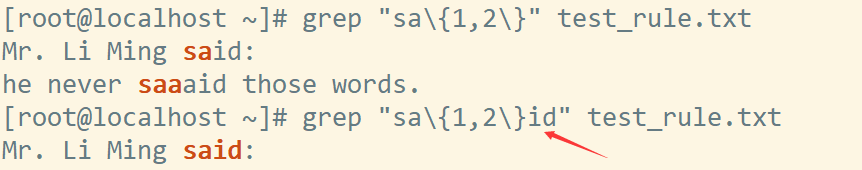 [root@localhost ~]# grep "sa\{1,2\}" test_rule.txt
Mr. Li Ming said:
he never saaaid those words.
[root@localhost ~]# grep "sa\{1,2\}id" test_rule.txt
Mr. Li Ming said: